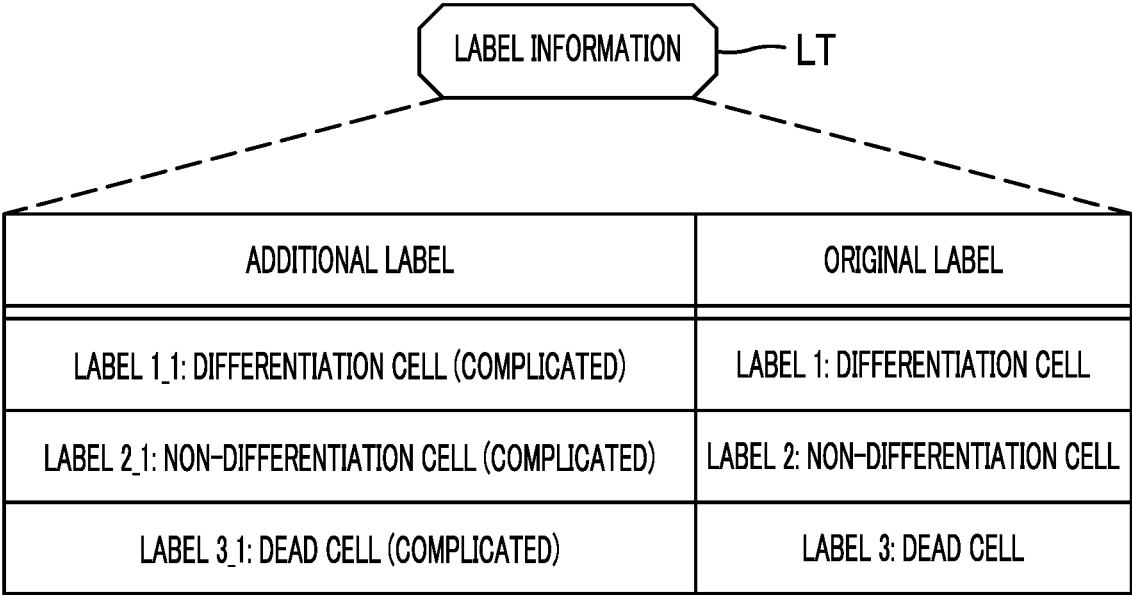 LABEL INFORMATION
LT
ADDITIONAL LABEL
ORIGINAL LABEL
LABEL 1_1: DIFFERENTIATION CELL (COMPLICATED)
LABEL 1: DIFFERENTIATION CELL
LABEL 2_1: NON-DIFFERENTIATION CELL (COMPLICATED)
LABEL 2: NON-DIFFERENTIATION CELL
LABEL 3_1: DEAD CELL (COMPLICATED)
LABEL 3: DEAD CELL